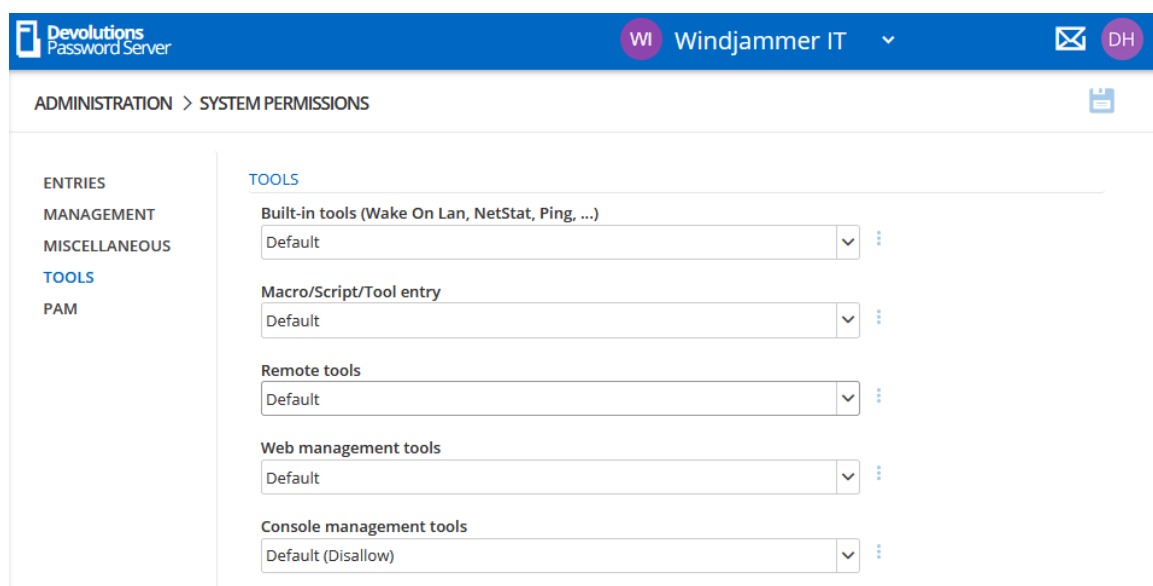 Devolutions
Password Server
WI Windjammer IT
DH
ADMINISTRATION > SYSTEM PERMISSIONS
ENTRIES
MANAGEMENT
MISCELLANEOUS
TOOLS
PAM
TOOLS
Built-in tools (Wake On Lan, NetStat, Ping, ...)
Default
Macro/Script/Tool entry
Default
Remote tools
Default
Web management tools
Default
Console management tools
Default (Disallow)